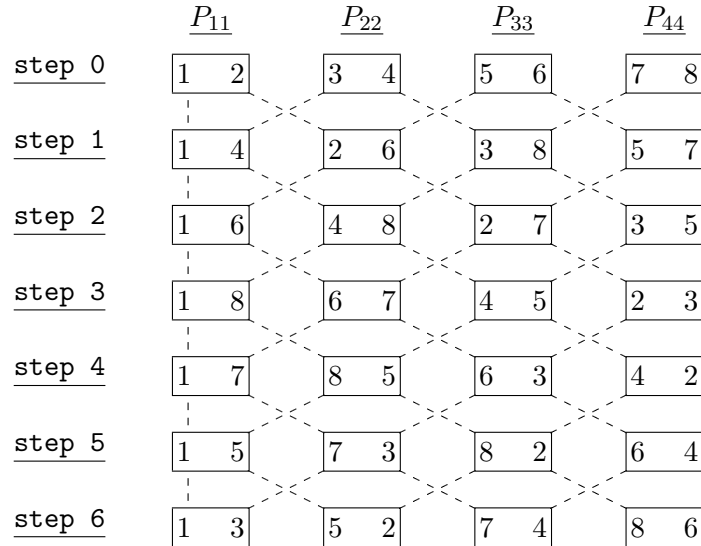 P11 P22 P33 P44
step 0 1 2 3 4 5 6 7 8
step 1 1 4 2 6 3 8 5 7
step 2 1 6 4 8 2 7 3 5
step 3 1 8 6 7 4 5 2 3
step 4 1 7 8 5 6 3 4 2
step 5 1 5 7 3 8 2 6 4
step 6 1 3 5 2 7 4 8 6